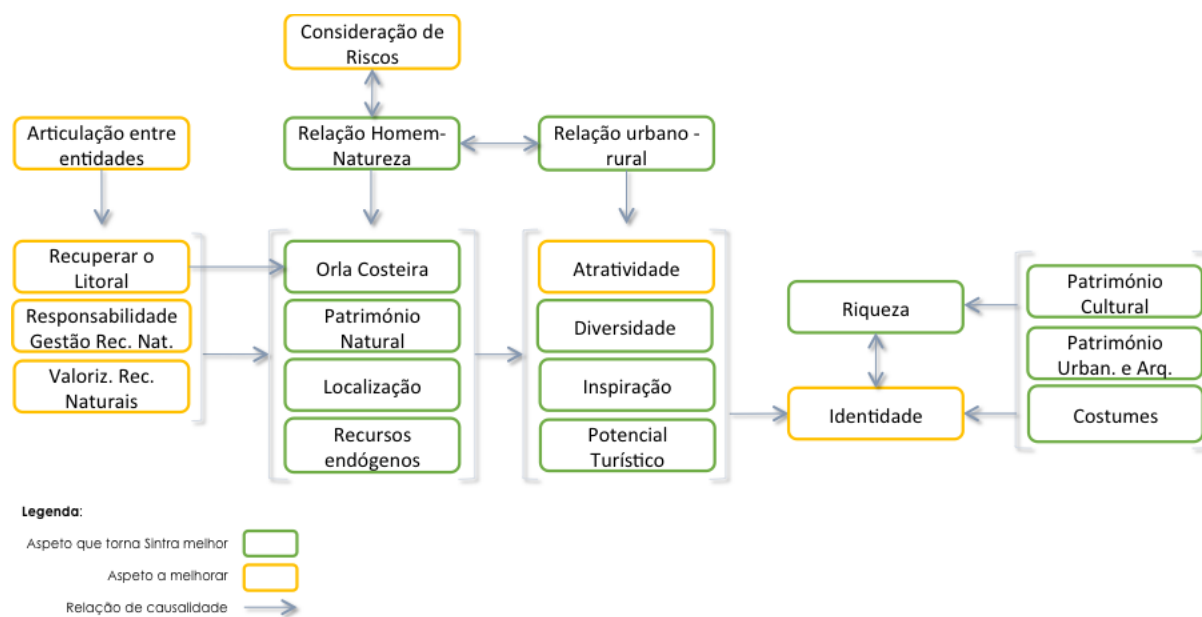 Consideração de
Riscos
Articulação entre
entidades
Relação Homem-
Natureza
Relação urbano -
rural
Recuperar o
Litoral
Responsabilidade
Gestão Rec. Nat.
Valoriz. Rec.
Naturais
Orla Costeira
Património
Natural
Localização
Recursos
endógenos
Atratividade
Diversidade
Inspiração
Potencial
Turístico
Riqueza
Identidade
Património
Cultural
Património
Urban. e Arq.
Costumes
Legenda:
Aspeto que torna Sintra melhor
Aspeto a melhorar
Relação de causalidade